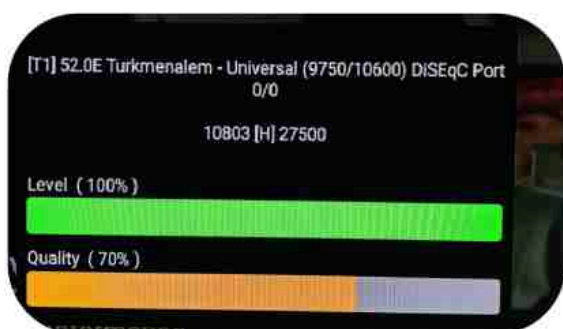 [T1] 52.0E Turkmenalem - Universal (9750/10600) DiSEqC Port
0/0
10803 [H] 27500
Level (100%)
Quality (70%)